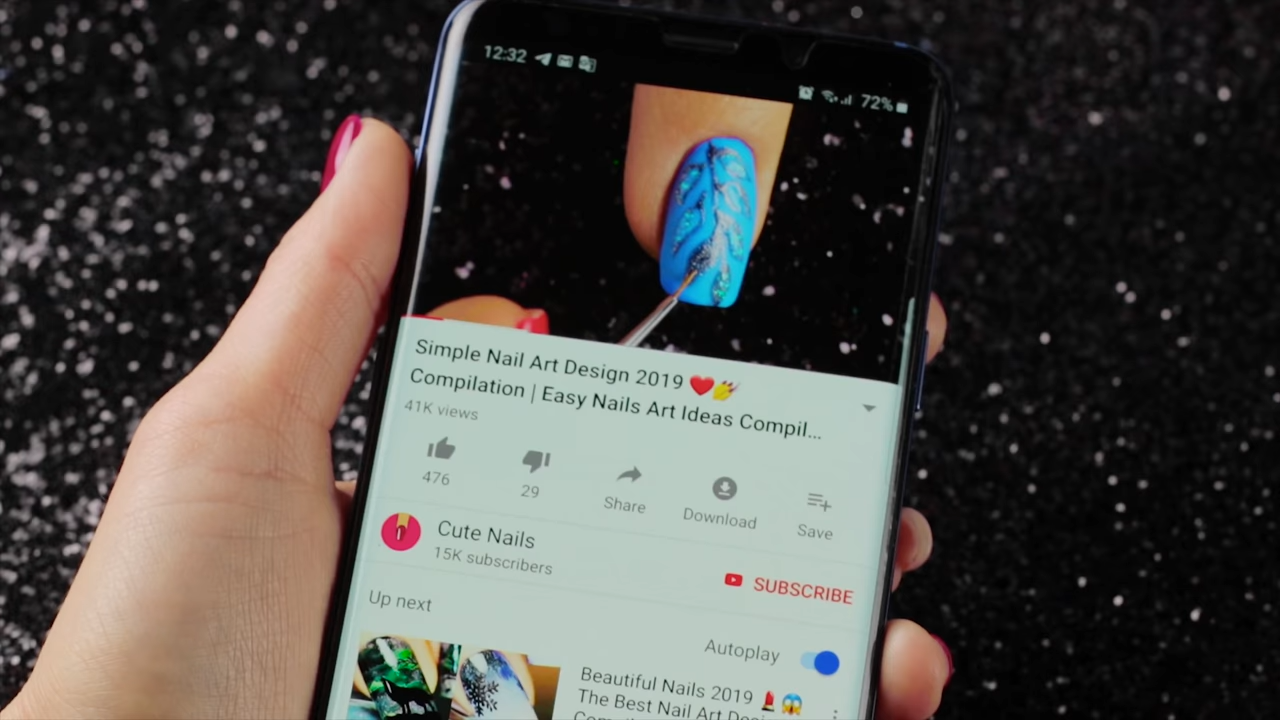 12:32
72%
Simple Nail Art Design 2019 ❤️💅
Compilation | Easy Nails Art Ideas Compil...
41K views
476
29
Share
Download
Save
Cute Nails
15K subscribers
SUBSCRIBE
Up next
Autoplay
Beautiful Nails 2019 💄😱
The Best Nail Art Desi